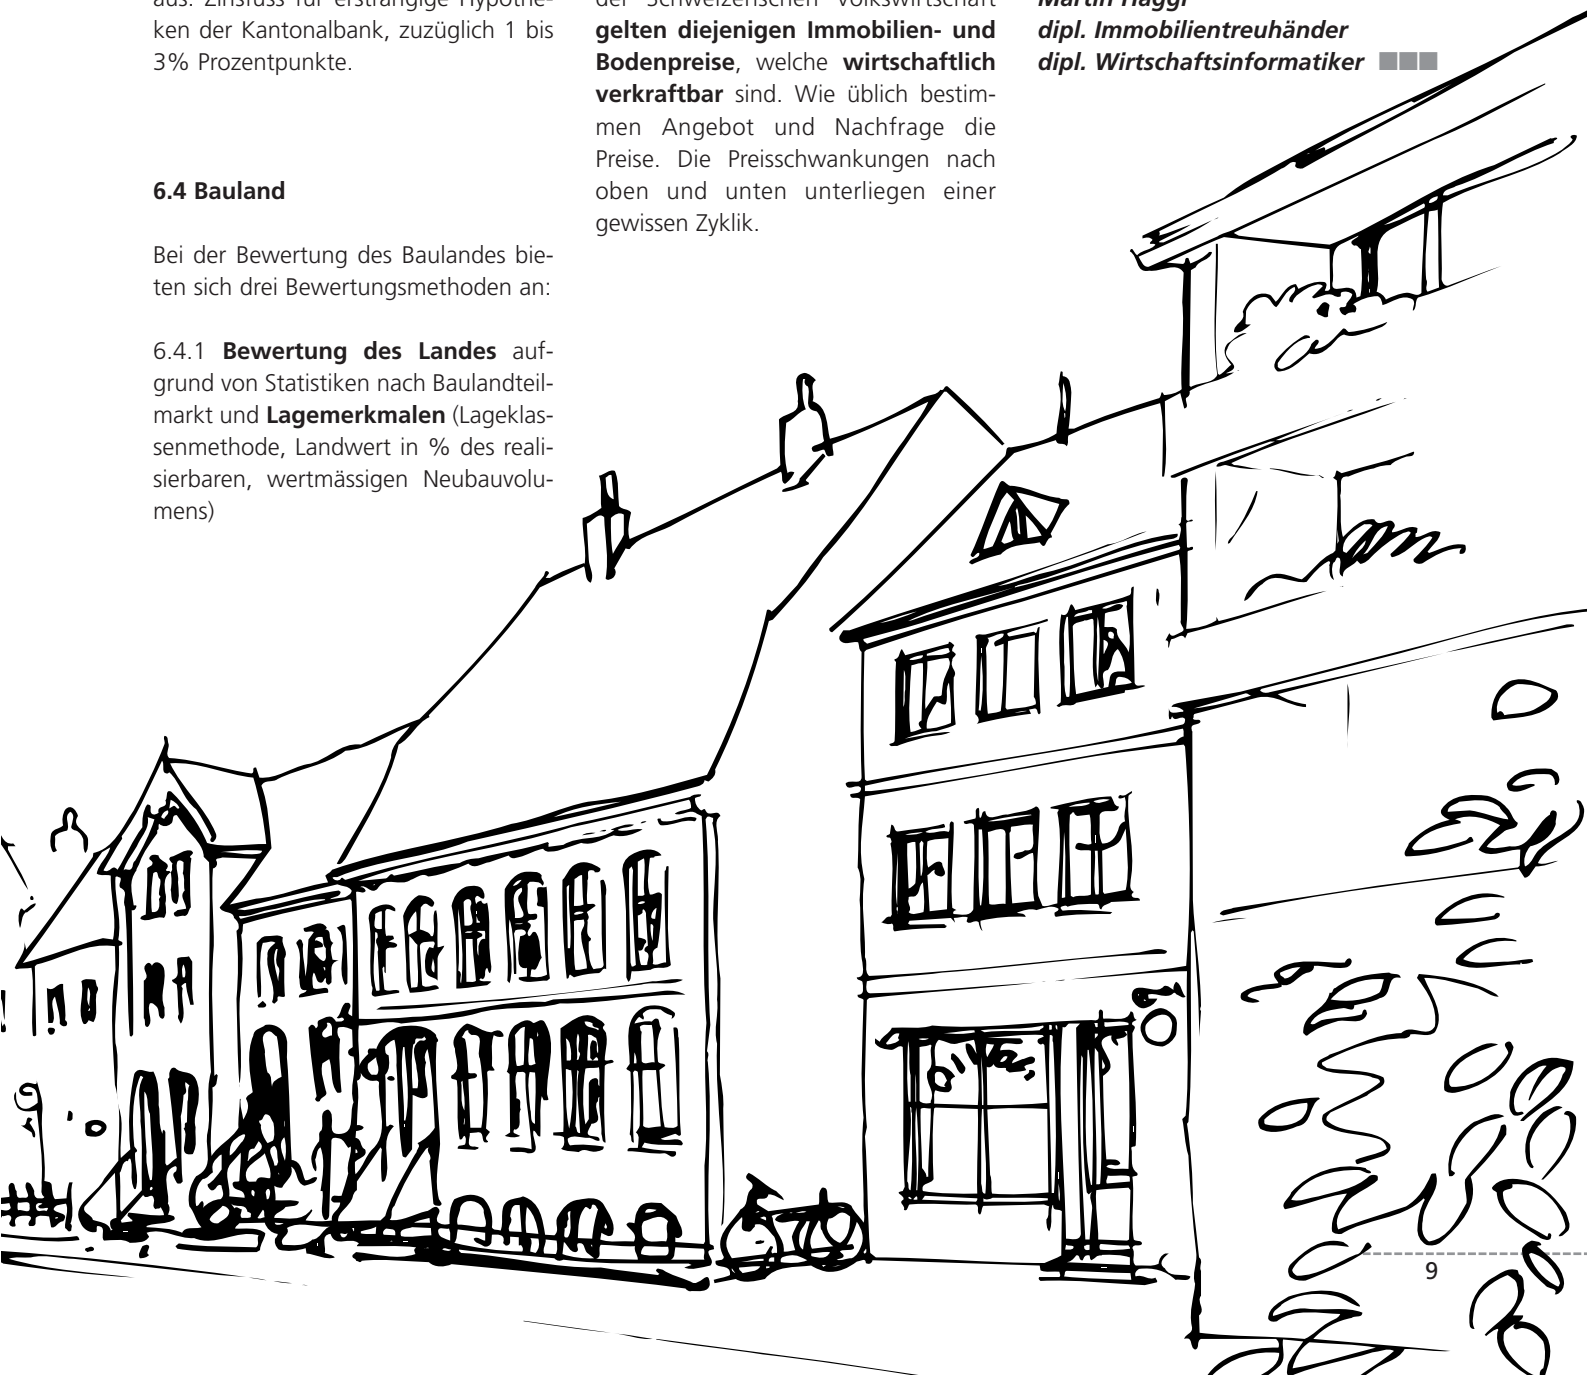 aus. Zinsfuss für erstrangige Hypothe-
ken der Kantonalbank, zuzüglich 1 bis
3% Prozentpunkte.
6.4 Bauland
Bei der Bewertung des Baulandes bie-
ten sich drei Bewertungsmethoden an:
6.4.1 Bewertung des Landes auf-
grund von Statistiken nach Baulandteil-
markt und Lagemerkmalen (Lageklas-
senmethode, Landwert in % des reali-
sierbaren, wertmässigen Neubauvolu-
mens)
der Schweizerischen Volkswirtschaft
gelten diejenigen Immobilien- und
Bodenpreise, welche wirtschaftlich
verkraftbar sind. Wie üblich bestim-
men Angebot und Nachfrage die
Preise. Die Preisschwankungen nach
oben und unten unterliegen einer
gewissen Zyklik.
Martin Häggi
dipl. Immobilientreuhänder
dipl. Wirtschaftsinformatiker
9